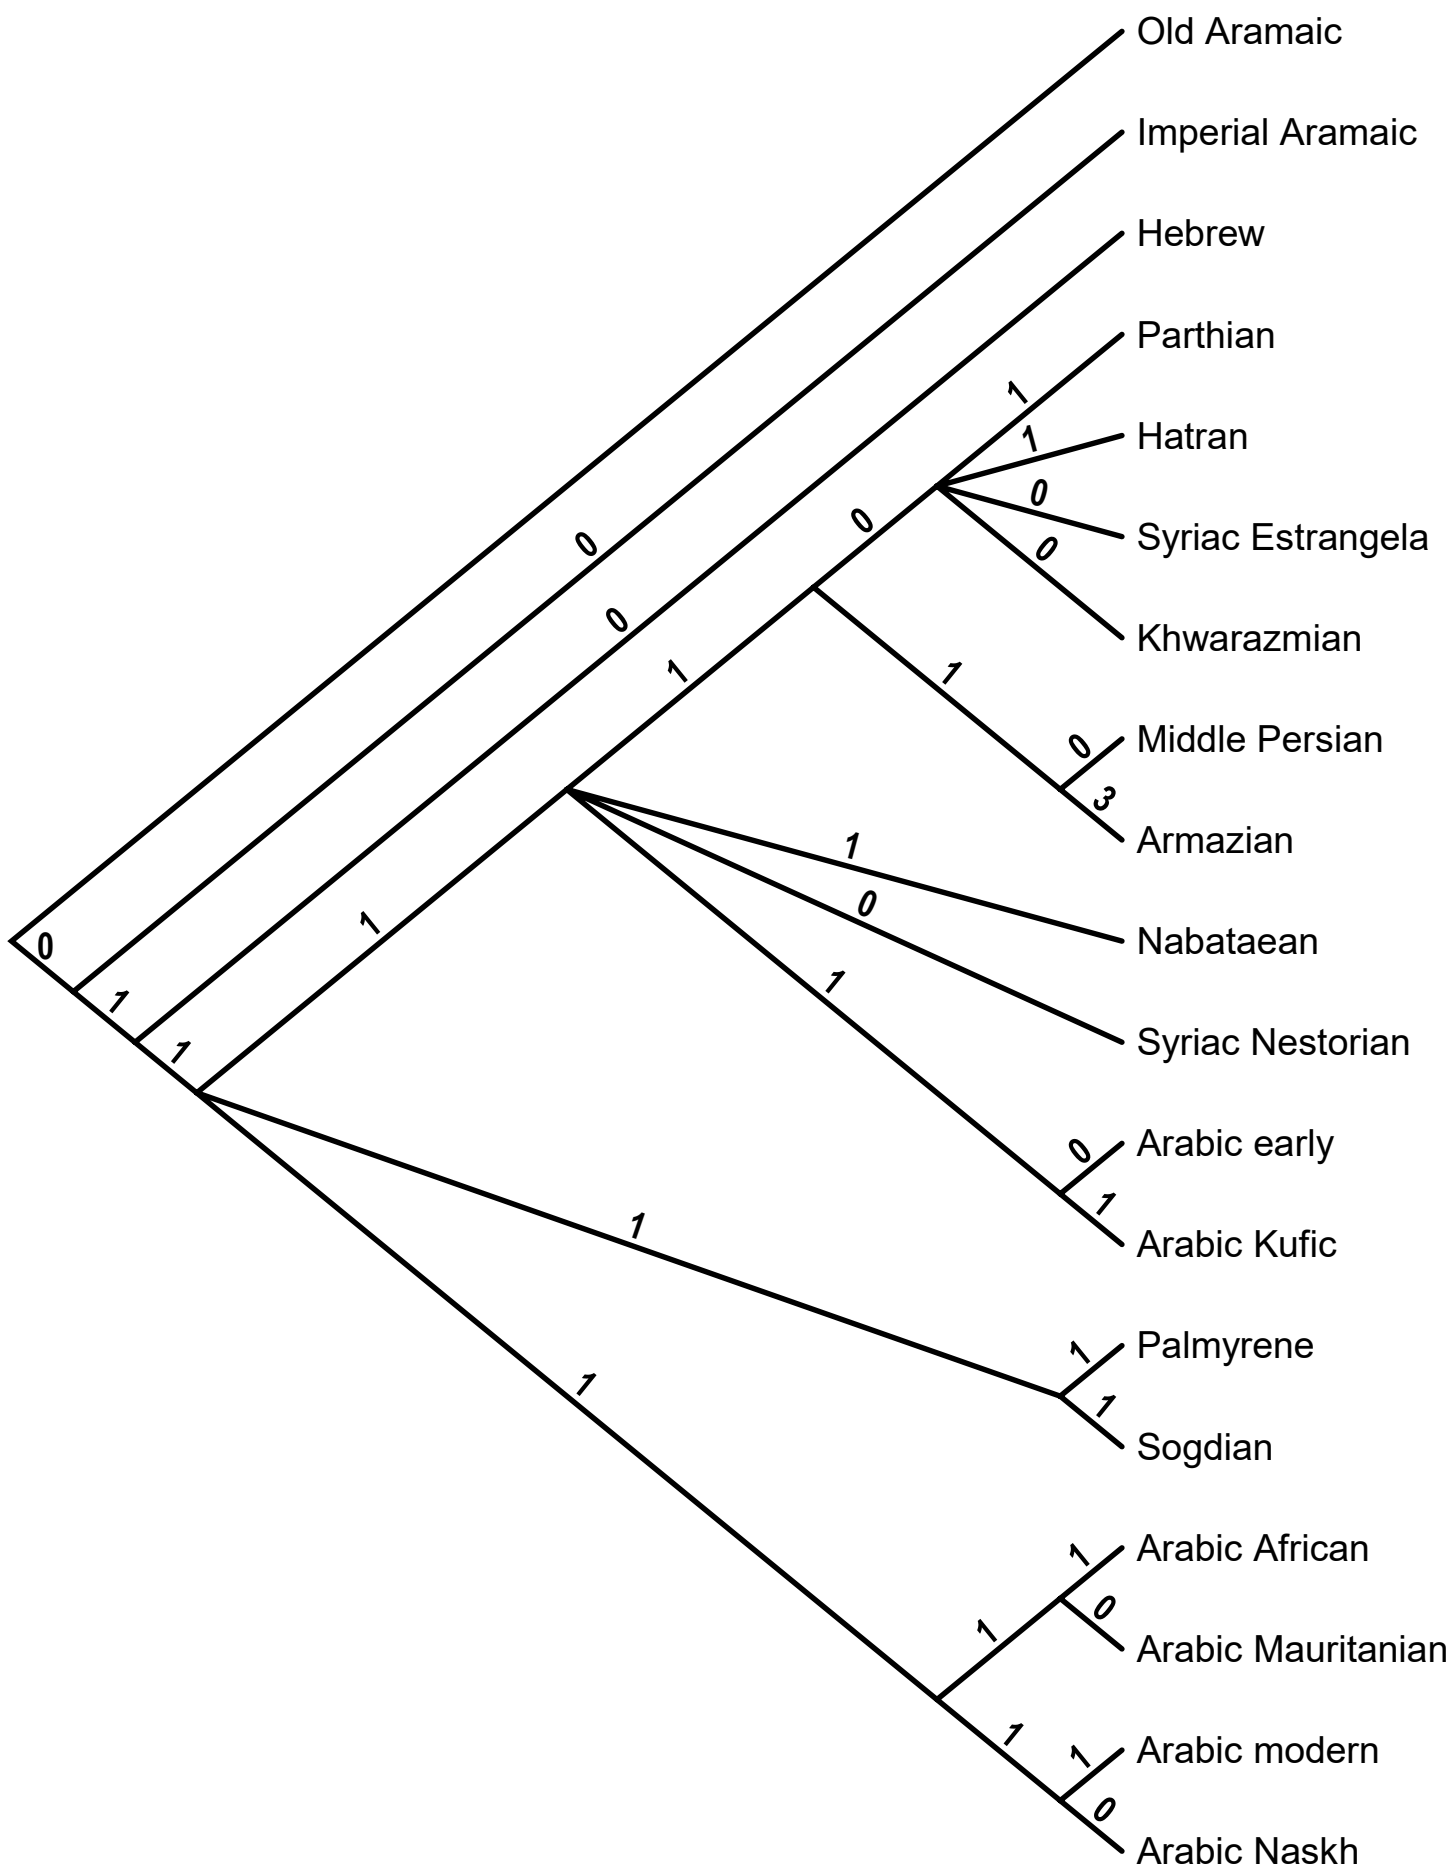 Old Aramaic
Imperial Aramaic
Hebrew
Parthian
1
Hatran
1
0
Syriac Estrangela
0
0
0
Khwarazmian
0
1
1
Middle Persian
0
3
Armazian
1
0
1
Nabataean
0
1
1
Syriac Nestorian
1
Arabic early
0
1
Arabic Kufic
1
Palmyrene
1
1
1
Sogdian
Arabic African
1
0
1
Arabic Mauritanian
1
Arabic modern
1
0
Arabic Naskh